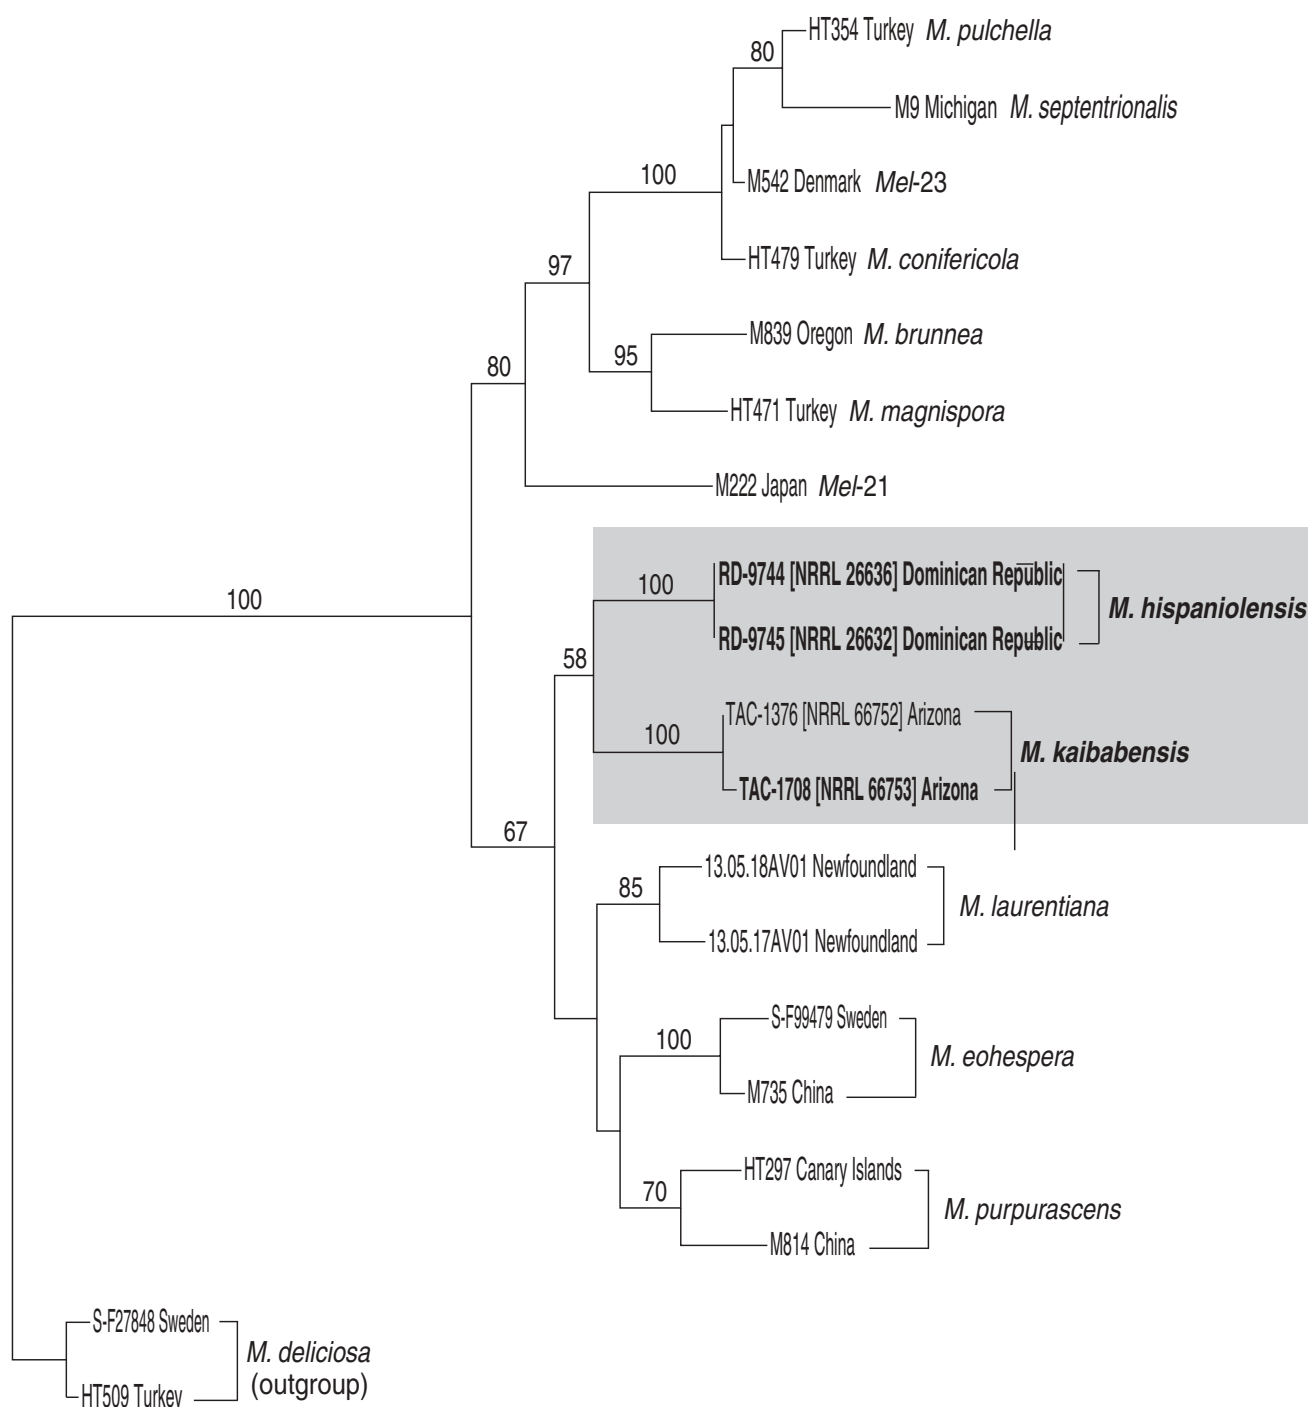 HT354 Turkey M. pulchella
80
M9 Michigan M. septentrionalis
100
M542 Denmark Mel-23
HT479 Turkey M. conifericola
97
M839 Oregon M. brunnea
95
80
HT471 Turkey M. magnispora
M222 Japan Mel-21
RD-9744 [NRRL 26636] Dominican Republic
100
100
M. hispaniolensis
RD-9745 [NRRL 26632] Dominican Republic
58
TAC-1376 [NRRL 66752] Arizona
100
M. kaibabensis
TAC-1708 [NRRL 66753] Arizona
67
13.05.18AV01 Newfoundland
85
M. laurentiana
13.05.17AV01 Newfoundland
S-F99479 Sweden
100
M. eohespera
M735 China
HT297 Canary Islands
70
M. purpurascens
M814 China
S-F27848 Sweden
M. deliciosa
(outgroup)
HT509 Turkey